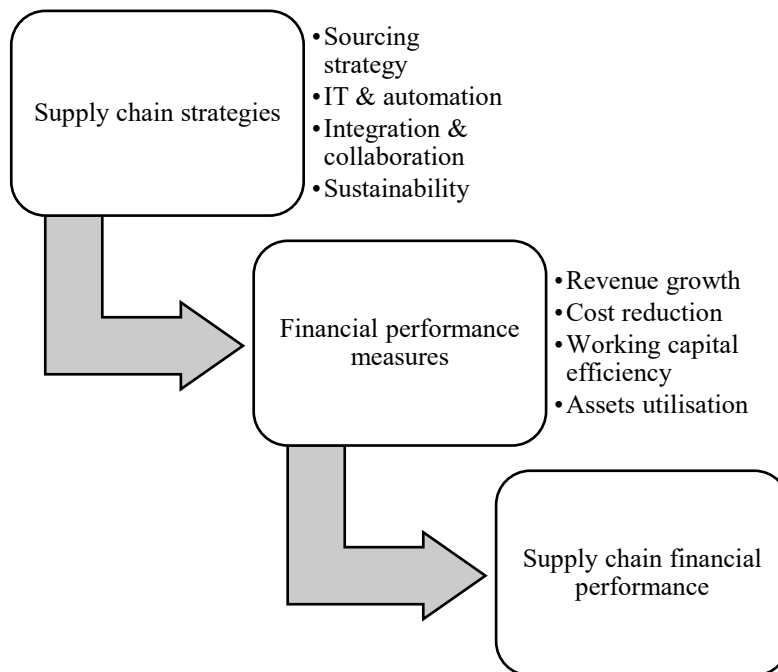 Supply chain strategies
•Sourcing
strategy
•IT & automation
•Integration &
collaboration
•Sustainability
Financial performance
measures
•Revenue growth
•Cost reduction
•Working capital
efficiency
•Assets utilisation
Supply chain financial
performance